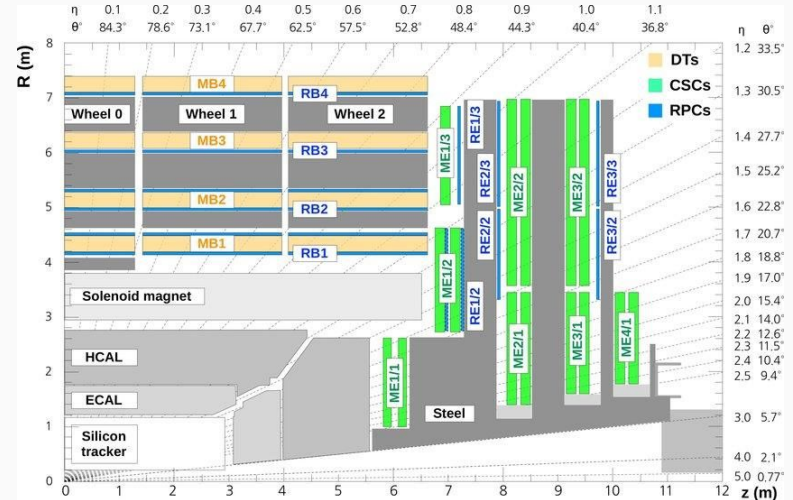 η 0.1 0.2 0.3 0.4 0.5 0.6 0.7 0.8 0.9 1.0 1.1
θ° 84.3° 78.6° 73.1° 67.7° 62.5° 57.5° 52.8° 48.4° 44.3° 40.4° 36.8°
η θ°
R (m)
8
7
6
5
4
3
2
1
0
1.2 33.5°
1.3 30.5°
1.4 27.7°
1.5 25.2°
1.6 22.8°
1.7 20.7°
1.8 18.8°
1.9 17.0°
2.0 15.4°
2.1 14.0°
2.2 12.6°
2.3 11.5°
2.4 10.4°
2.5 9.4°
3.0 5.7°
4.0 2.1°
5.0 0.77°
DTs
CSCs
RPCs
MB4
RB4
Wheel 0
Wheel 1
Wheel 2
MB3
RB3
MB2
RB2
MB1
RB1
Solenoid magnet
HCAL
ECAL
Silicon
tracker
Steel
ME1/3
RE1/3
ME1/2
RE1/2
ME1/1
RE2/3
RE2/2
ME2/2
ME2/1
ME3/2
ME3/1
RE3/3
RE3/2
ME4/1
0 1 2 3 4 5 6 7 8 9 10 11 12
z (m)